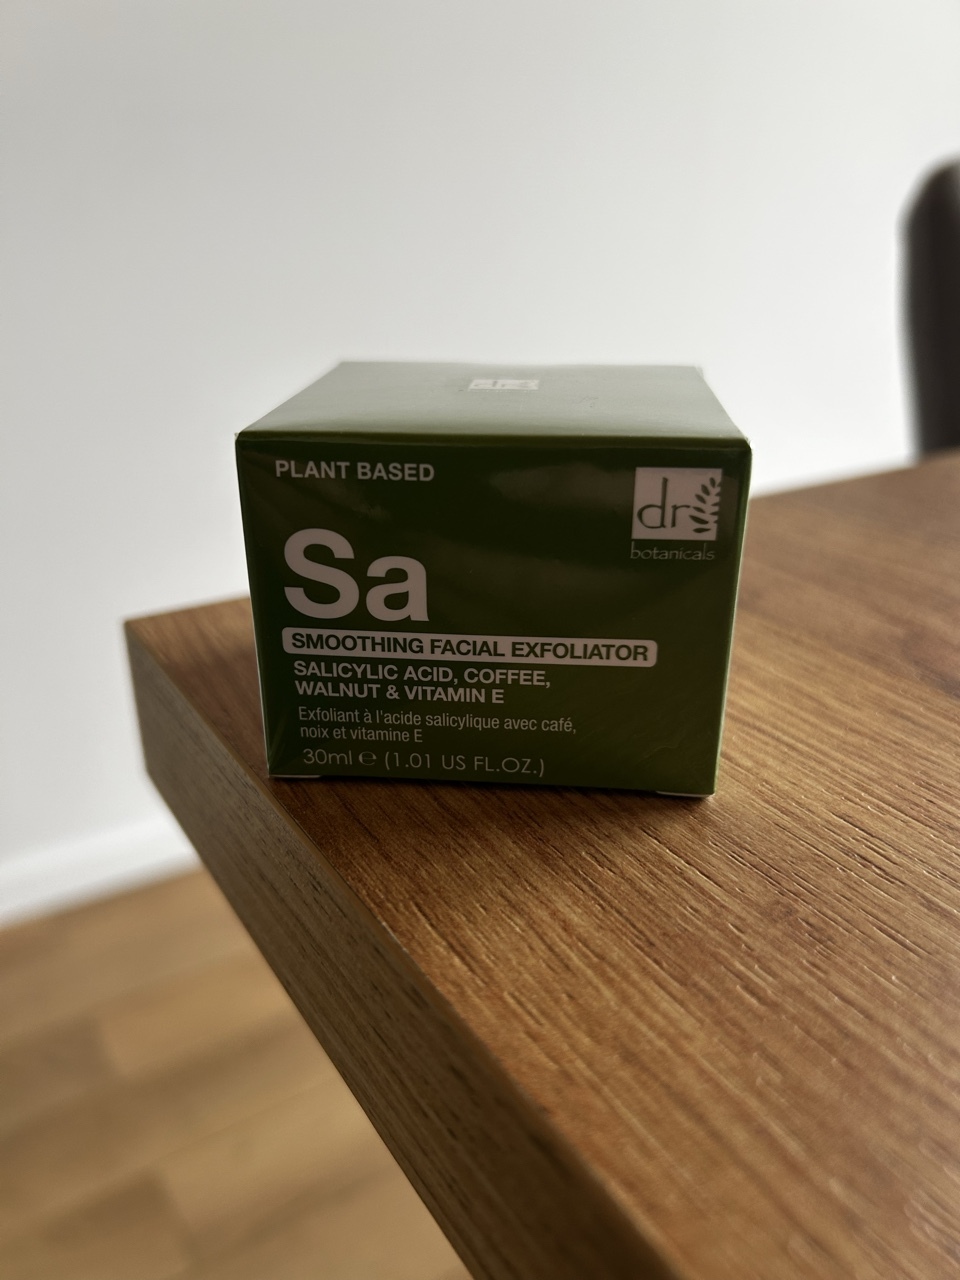 dr
PLANT BASED
dr
botanicals
Sa
SMOOTHING FACIAL EXFOLIATOR
SALICYLIC ACID, COFFEE,
WALNUT & VITAMIN E
Exfoliant à l'acide salicylique avec café,
noix et vitamine E
30ml ℮ (1.01 US FL.OZ.)